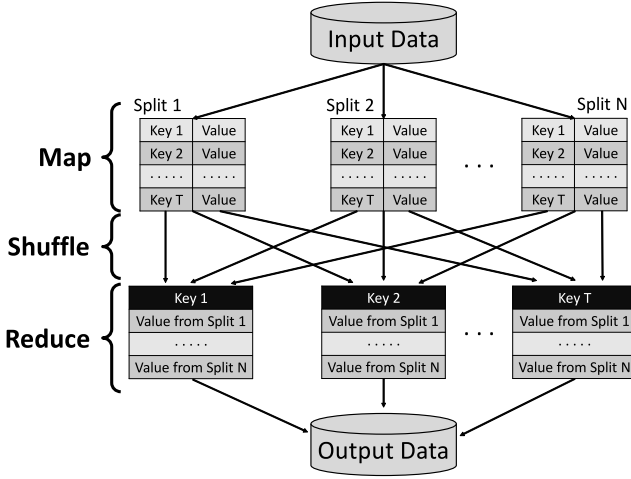 Input Data
Split 1 Split 2 Split N
Map
Key 1 Value Key 1 Value Key 1 Value
Key 2 Value Key 2 Value Key 2 Value
..... ..... ..... ..... ..... .....
. . .
Key T Value Key T Value Key T Value
Shuffle
Reduce
Key 1 Key 2 Key T
Value from Split 1 Value from Split 1 Value from Split 1
..... ..... . . . .....
Value from Split N Value from Split N Value from Split N
Output Data